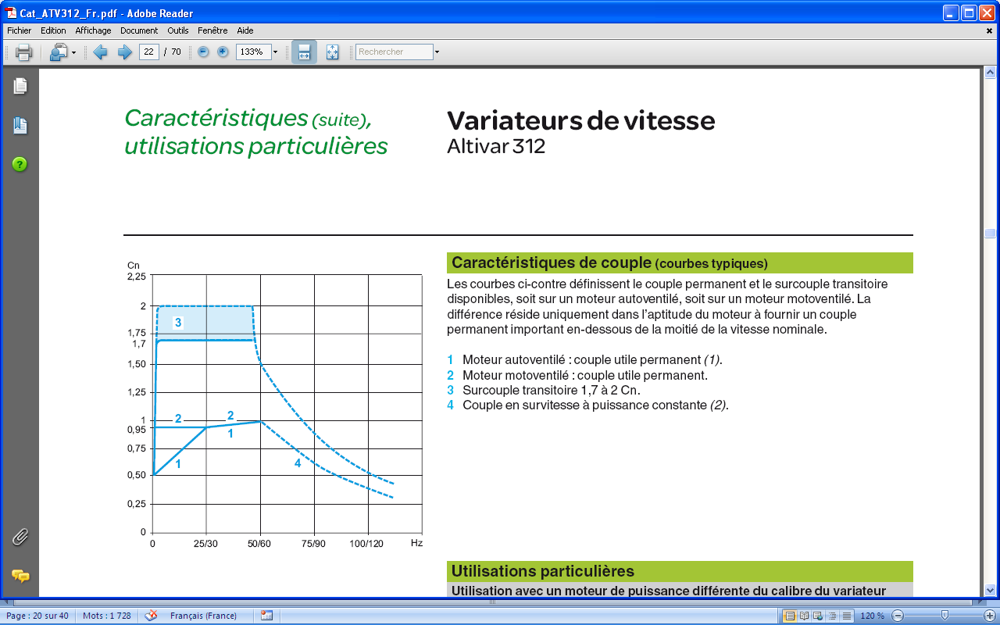 Cat_ATV312_Fr.pdf - Adobe Reader
Fichier Edition Affichage Document Outils Fenêtre Aide
22 / 70 133% Rechercher
Caractéristiques (suite),
utilisations particulières
Variateurs de vitesse
Altivar 312
Cn
2,25
2
1,75
1,7
1,50
1,25
1
0,95
0,75
0,50
0,25
0
3
2
2
1
1
4
0 25/30 50/60 75/90 100/120 Hz
Caractéristiques de couple (courbes typiques)
Les courbes ci-contre définissent le couple permanent et le surcouple transitoire
disponibles, soit sur un moteur autoventilé, soit sur un moteur motoventilé. La
différence réside uniquement dans l'aptitude du moteur à fournir un couple
permanent important en-dessous de la moitié de la vitesse nominale.
1 Moteur autoventilé : couple utile permanent (1).
2 Moteur motoventilé : couple utile permanent.
3 Surcouple transitoire 1,7 à 2 Cn.
4 Couple en survitesse à puissance constante (2).
Utilisations particulières
Utilisation avec un moteur de puissance différente du calibre du variateur
Page : 20 sur 40 Mots : 1 728 Français (France) 120 %